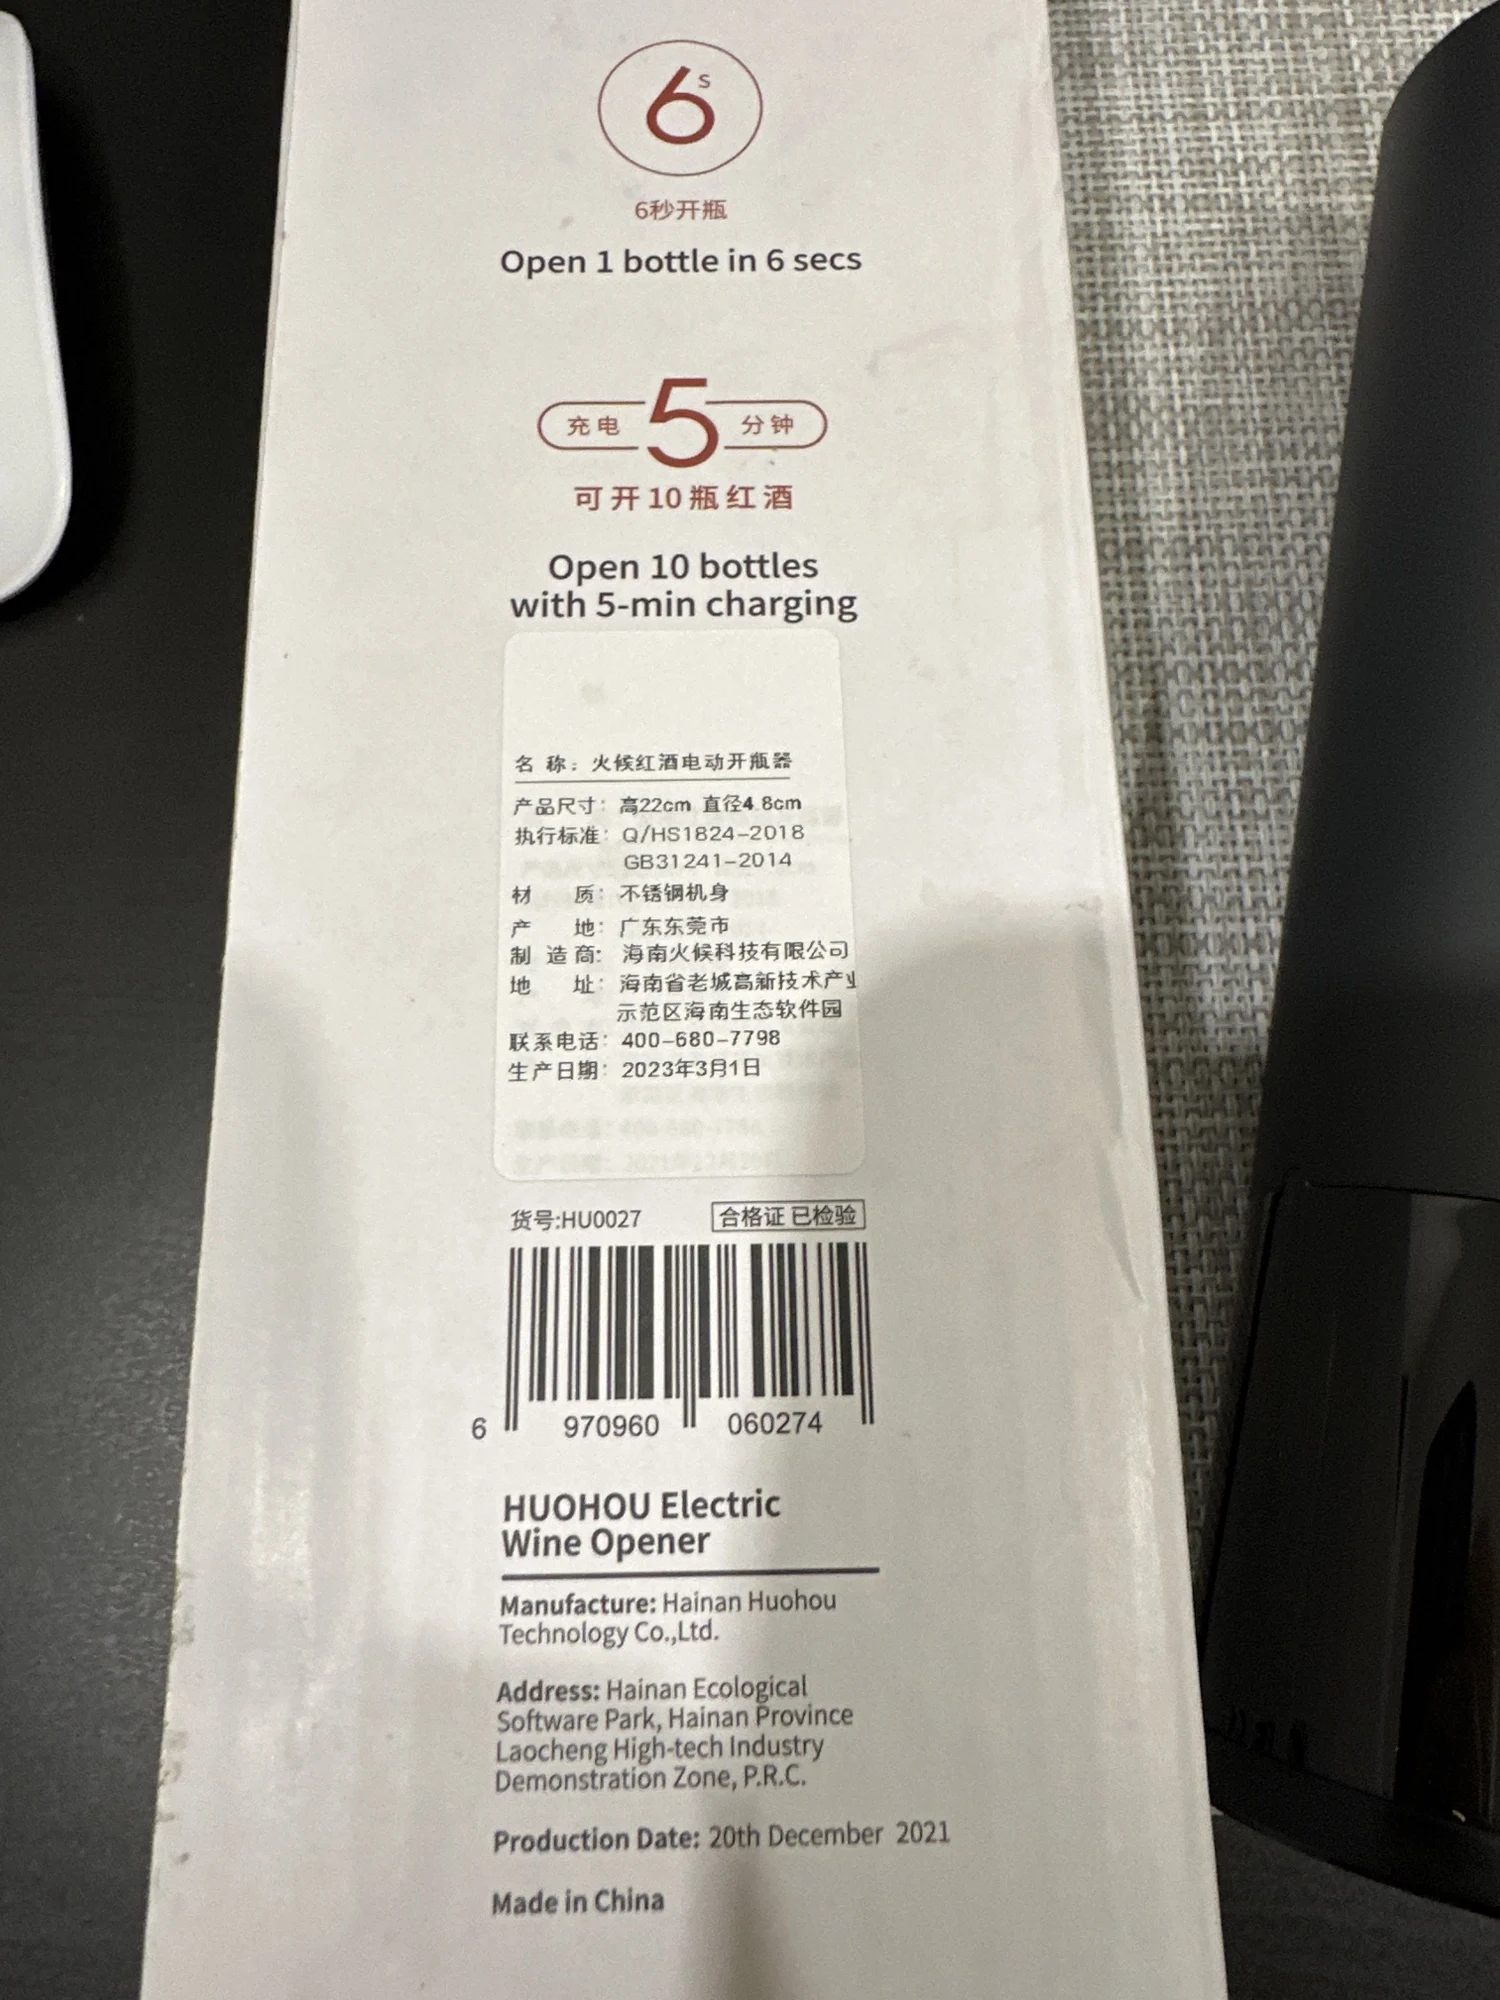 6s
6秒开瓶
Open 1 bottle in 6 secs
充电 5 分钟
可开10瓶红酒
Open 10 bottles
with 5-min charging
名 称：火候红酒电动开瓶器
产品尺寸：高22cm 直径4.8cm
执行标准：Q/HS1824-2018
GB31241-2014
材 质：不锈钢机身
产 地：广东东莞市
制 造 商：海南火候科技有限公司
地 址：海南省老城高新技术产业
示范区海南生态软件园
联系电话：400-680-7798
生产日期：2023年3月1日
货号:HU0027 合格证 已检验
6 970960 060274
HUOHOU Electric
Wine Opener
Manufacture: Hainan Huohou
Technology Co.,Ltd.
Address: Hainan Ecological
Software Park, Hainan Province
Laocheng High-tech Industry
Demonstration Zone, P.R.C.
Production Date: 20th December 2021
Made in China